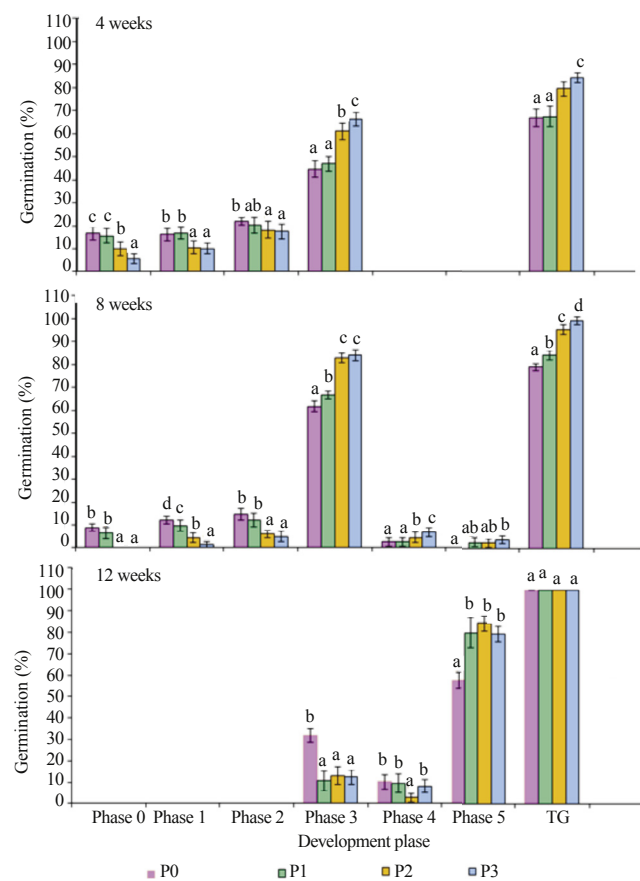 4 weeks
110
100
90
80
70
60
50
40
30
20
10
0
Germination (%)
c c b a
b b a a
b ab a a
a a b c
a a c
8 weeks
110
100
90
80
70
60
50
40
30
20
10
0
Germination (%)
b b a a
d c b a
b b a a
a b c c
a a b c
a ab ab b
a b c d
12 weeks
110
100
90
80
70
60
50
40
30
20
10
0
Germination (%)
b a a a
b b a b
a b b b
a a a a
Phase 0 Phase 1 Phase 2 Phase 3 Phase 4 Phase 5 TG
Development plase
P0 P1 P2 P3